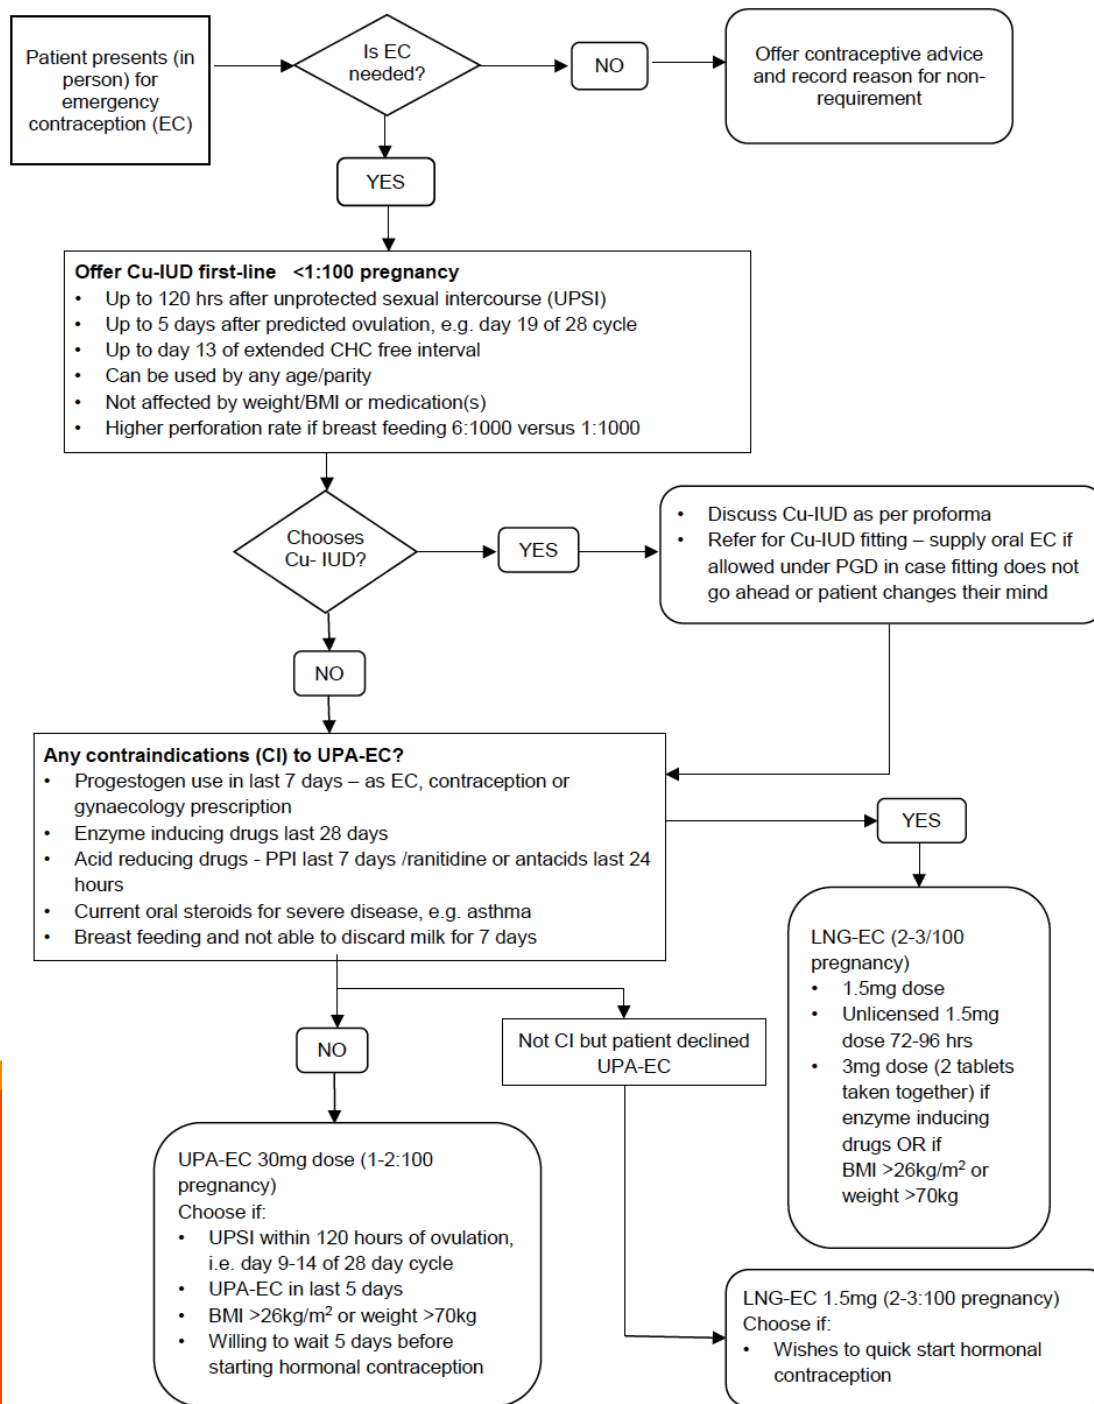 Patient presents (in
person) for
emergency
contraception (EC)
Is EC
needed?
NO
Offer contraceptive advice
and record reason for non-
requirement
YES
Offer Cu-IUD first-line   <1:100 pregnancy
• Up to 120 hrs after unprotected sexual intercourse (UPSI)
• Up to 5 days after predicted ovulation, e.g. day 19 of 28 cycle
• Up to day 13 of extended CHC free interval
• Can be used by any age/parity
• Not affected by weight/BMI or medication(s)
• Higher perforation rate if breast feeding 6:1000 versus 1:1000
Chooses
Cu- IUD?
YES
• Discuss Cu-IUD as per proforma
• Refer for Cu-IUD fitting – supply oral EC if
allowed under PGD in case fitting does not
go ahead or patient changes their mind
NO
Any contraindications (CI) to UPA-EC?
• Progestogen use in last 7 days – as EC, contraception or
gynaecology prescription
• Enzyme inducing drugs last 28 days
• Acid reducing drugs - PPI last 7 days /ranitidine or antacids last 24
hours
• Current oral steroids for severe disease, e.g. asthma
• Breast feeding and not able to discard milk for 7 days
YES
LNG-EC (2-3/100
pregnancy)
• 1.5mg dose
• Unlicensed 1.5mg
dose 72-96 hrs
• 3mg dose (2 tablets
taken together) if
enzyme inducing
drugs OR if
BMI >26kg/m² or
weight >70kg
NO
Not CI but patient declined
UPA-EC
UPA-EC 30mg dose (1-2:100
pregnancy)
Choose if:
• UPSI within 120 hours of ovulation,
i.e. day 9-14 of 28 day cycle
• UPA-EC in last 5 days
• BMI >26kg/m² or weight >70kg
• Willing to wait 5 days before
starting hormonal contraception
LNG-EC 1.5mg (2-3:100 pregnancy)
Choose if:
• Wishes to quick start hormonal
contraception